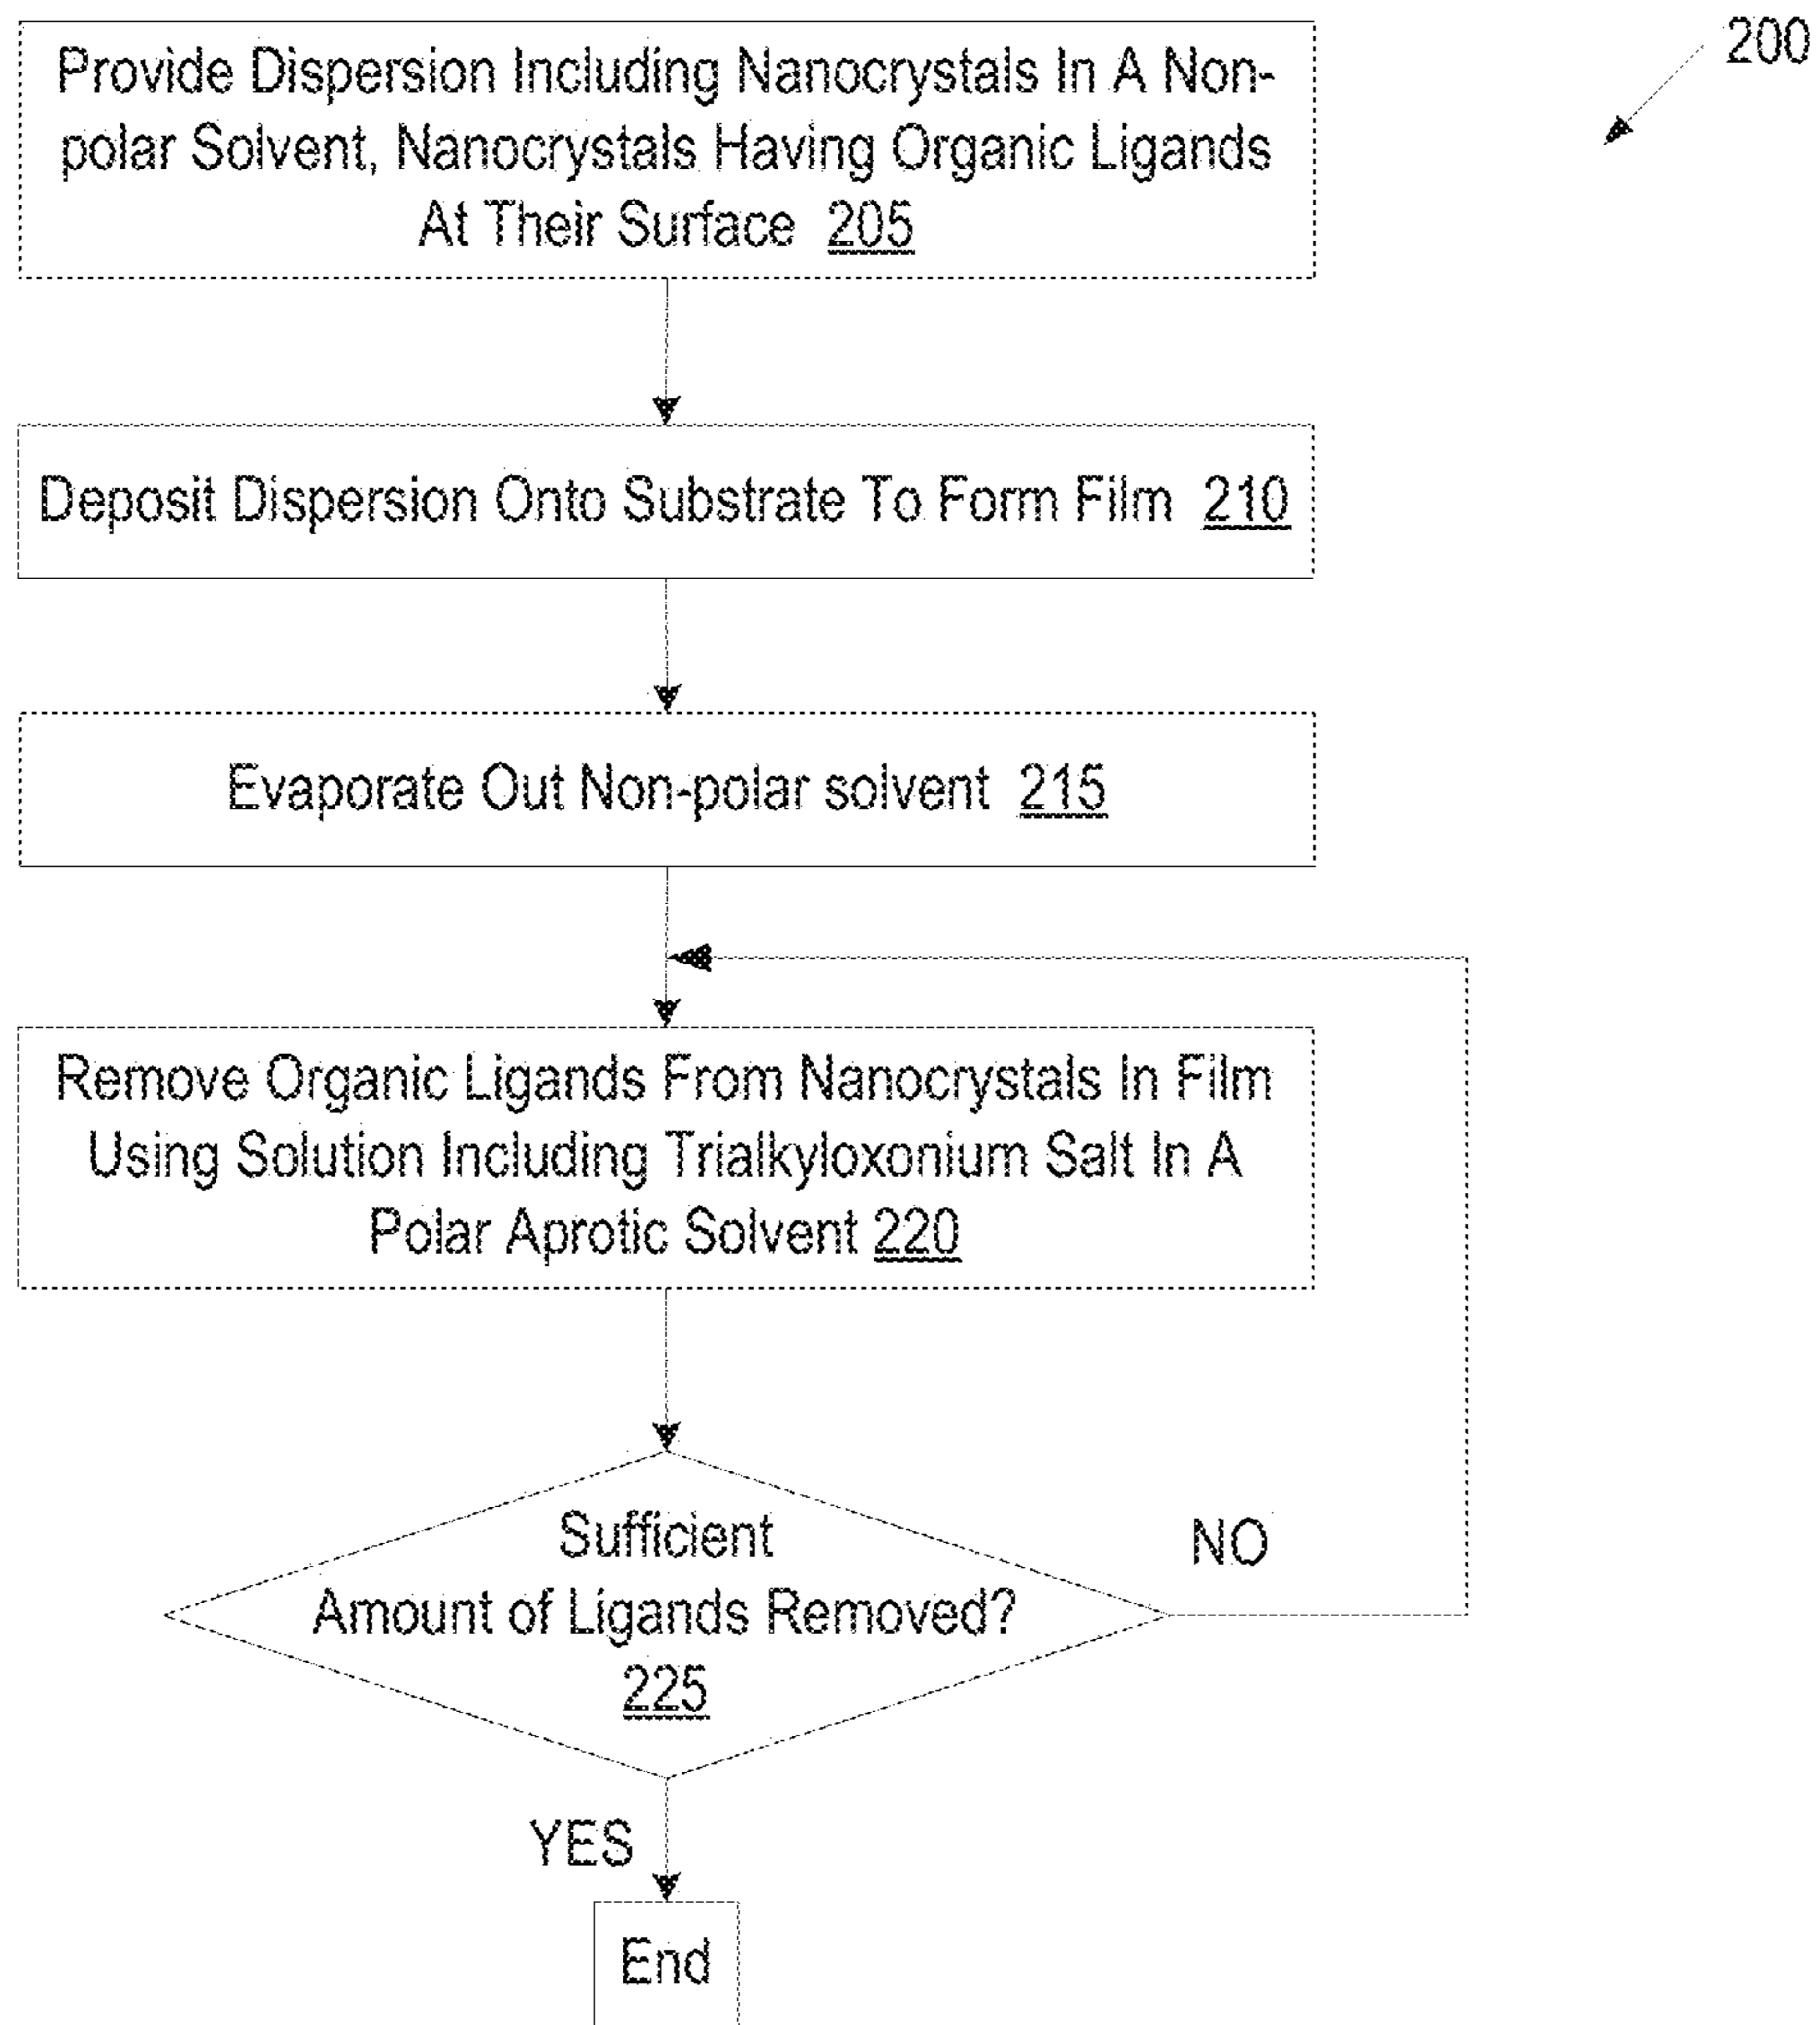 200
Provide Dispersion Including Nanocrystals In A Non-
polar Solvent, Nanocrystals Having Organic Ligands
At Their Surface 205
Deposit Dispersion Onto Substrate To Form Film 210
Evaporate Out Non-polar solvent 215
Remove Organic Ligands From Nanocrystals In Film
Using Solution Including Trialkyloxonium Salt In A
Polar Aprotic Solvent 220
Sufficient
Amount of Ligands Removed?
225
NO
YES
End